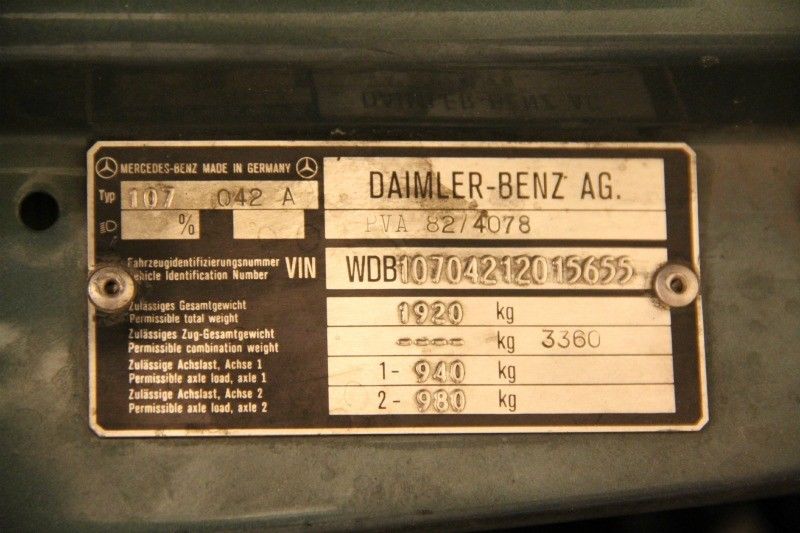 MERCEDES-BENZ MADE IN GERMANY
Typ 107 042 A
%
DAIMLER-BENZ AG.
PVA 82/4078
Fahrzeugidentifizierungsnummer
Vehicle Identification Number
VIN WDB10704212015655
Zulässiges Gesamtgewicht
Permissible total weight
1920 kg
Zulässiges Zug-Gesamtgewicht
Permissible combination weight
---- kg 3360
Zulässige Achslast, Achse 1
Permissible axle load, axle 1
1- 940 kg
Zulässige Achslast, Achse 2
Permissible axle load, axle 2
2- 980 kg